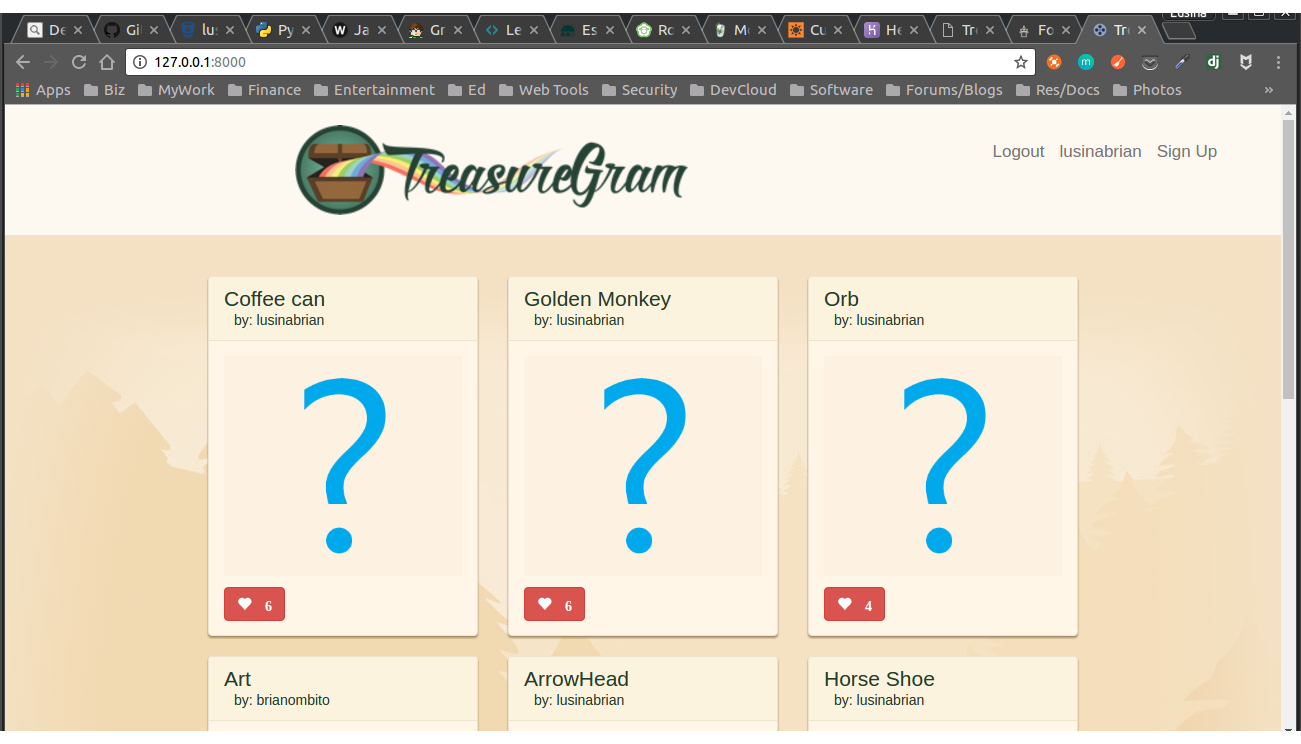 Lusina
De
Gi
lu
Py
Ja
Gr
Le
Es
Ro
Cu
He
Tr
Fo
Tr
127.0.0.1:8000
Apps Biz MyWork Finance Entertainment Ed Web Tools Security DevCloud Software Forums/Blogs Res/Docs Photos »
TreasureGram
Logout lusinabrian Sign Up
Coffee can
by: lusinabrian
Golden Monkey
by: lusinabrian
Orb
by: lusinabrian
?
?
?
6
6
4
Art
by: brianombito
ArrowHead
by: lusinabrian
Horse Shoe
by: lusinabrian